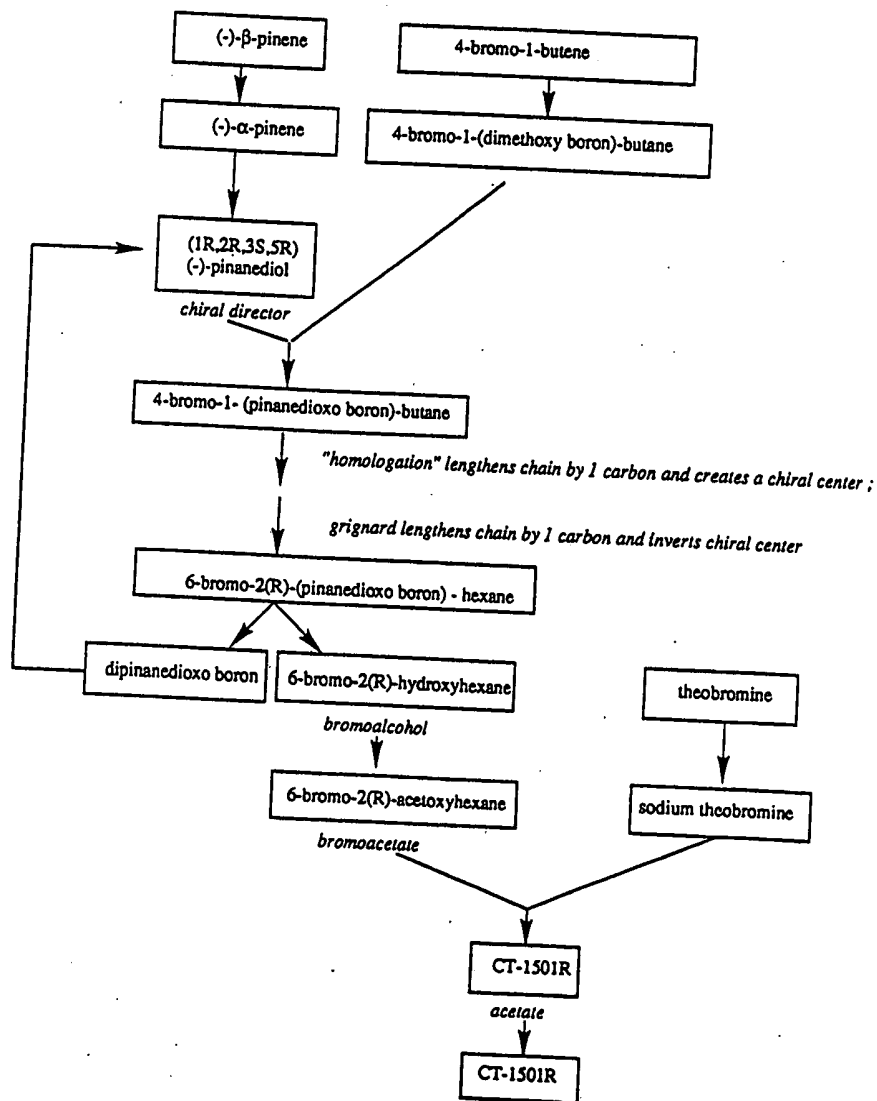 (-)-β-pinene
4-bromo-1-butene
(-)-α-pinene
4-bromo-1-(dimethoxy boron)-butane
(1R,2R,3S,5R)
(-)-pinanediol
chiral director
4-bromo-1- (pinanedioxo boron)-butane
"homologation" lengthens chain by 1 carbon and creates a chiral center ;
grignard lengthens chain by 1 carbon and inverts chiral center
6-bromo-2(R)-(pinanedioxo boron) - hexane
dipinanedioxo boron
6-bromo-2(R)-hydroxyhexane
theobromine
bromoalcohol
6-bromo-2(R)-acetoxyhexane
sodium theobromine
bromoacetate
CT-1501R
acetate
CT-1501R